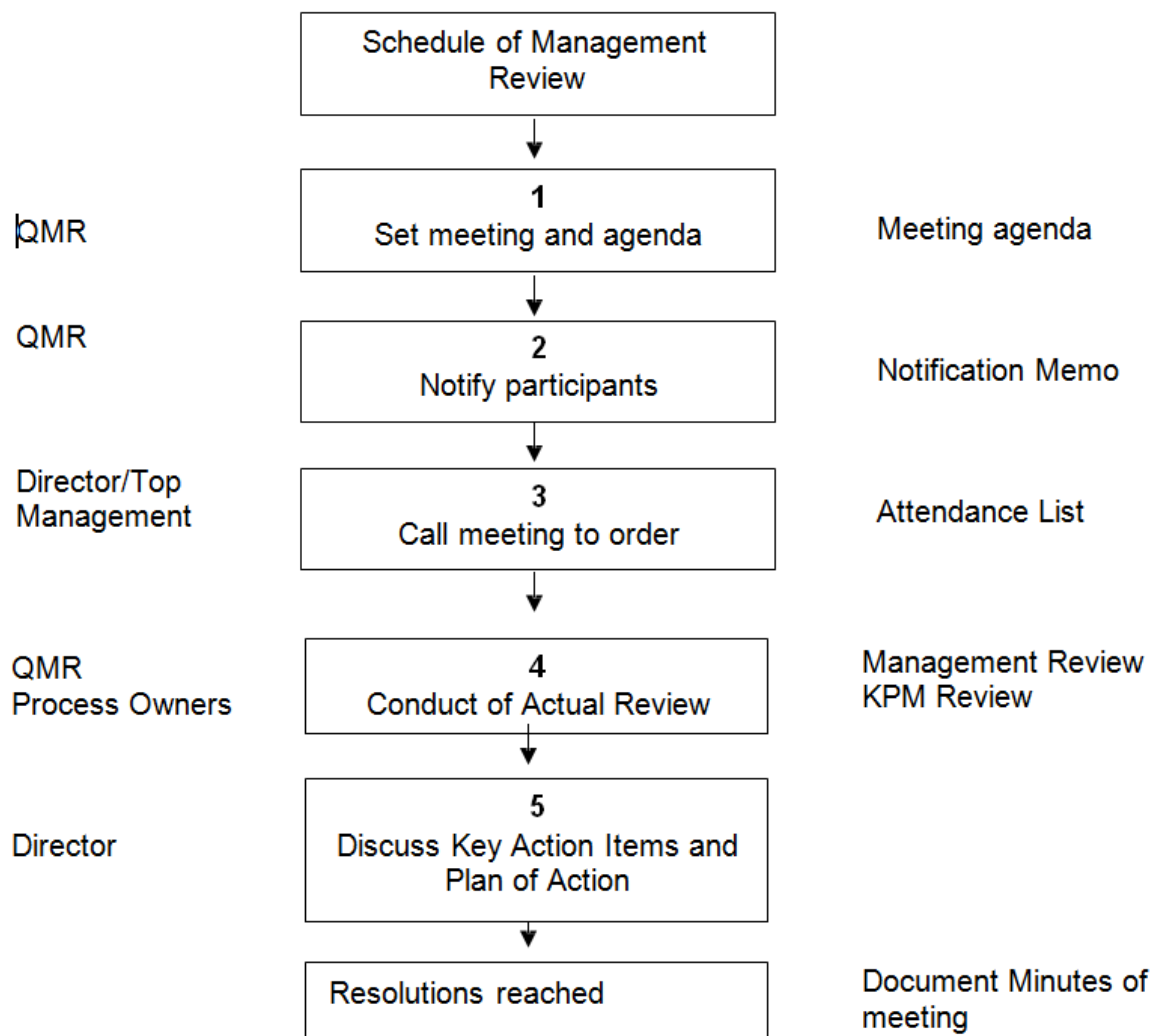 Schedule of Management
Review
1
QMR
Set meeting and agenda
Meeting agenda
QMR
2
Notify participants
Notification Memo
Director/Top
Management
3
Call meeting to order
Attendance List
QMR
Process Owners
4
Conduct of Actual Review
Management Review
KPM Review
5
Director
Discuss Key Action Items and
Plan of Action
Resolutions reached
Document Minutes of
meeting